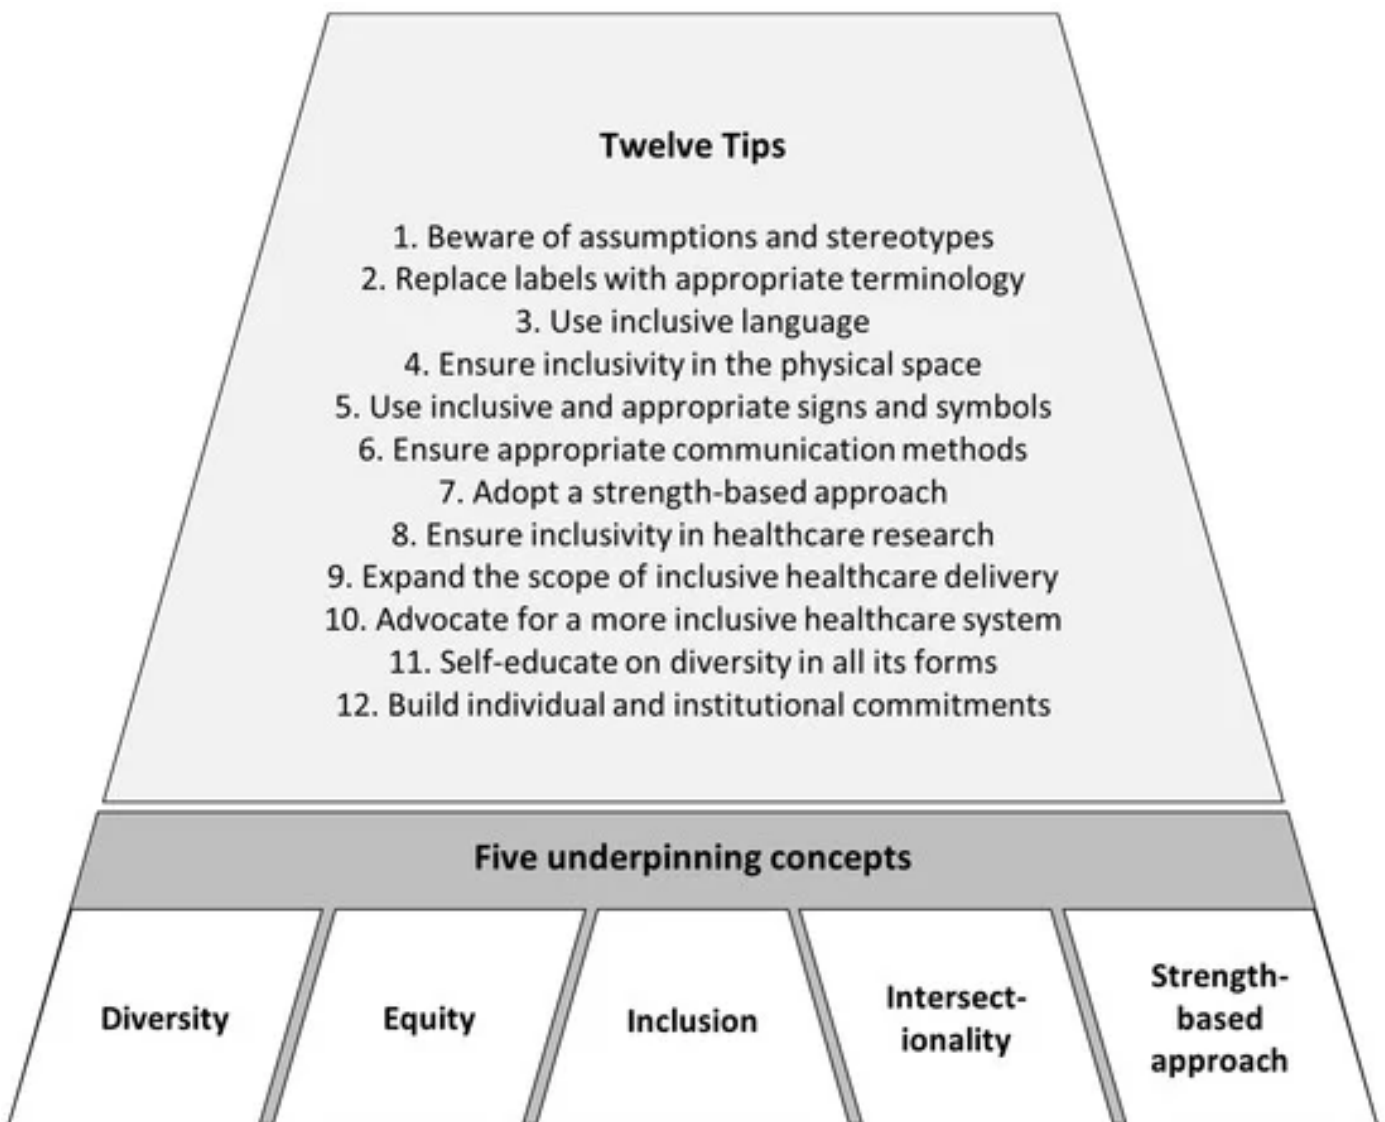 Twelve Tips
1. Beware of assumptions and stereotypes
2. Replace labels with appropriate terminology
3. Use inclusive language
4. Ensure inclusivity in the physical space
5. Use inclusive and appropriate signs and symbols
6. Ensure appropriate communication methods
7. Adopt a strength-based approach
8. Ensure inclusivity in healthcare research
9. Expand the scope of inclusive healthcare delivery
10. Advocate for a more inclusive healthcare system
11. Self-educate on diversity in all its forms
12. Build individual and institutional commitments
Five underpinning concepts
Diversity
Equity
Inclusion
Intersect-
ionality
Strength-
based
approach